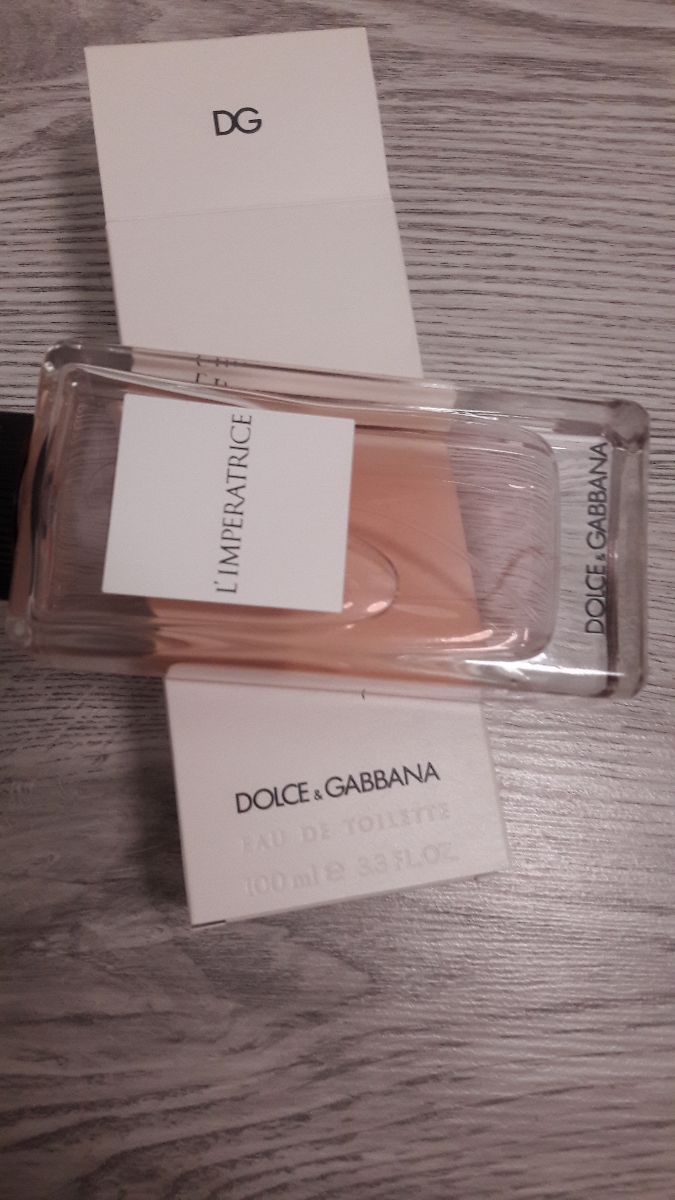 DG
L'IMPERATRICE
DOLCE & GABBANA
DOLCE & GABBANA
EAU DE TOILETTE
100 ml e 3.3 FL.OZ.